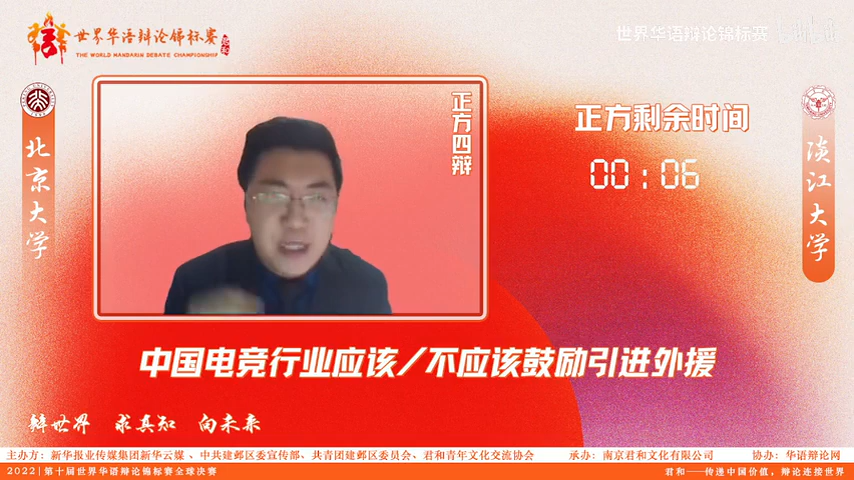 世界华语辩论锦标赛
THE WORLD MANDARIN DEBATE CHAMPIONSHIP
世界华语辩论锦标赛
北京大学
正方四辩
正方剩余时间
00:06
淡江大学
中国电竞行业应该/不应该鼓励引进外援
辩世界 求真知 向未来
主办方：新华报业传媒集团新华云媒、中共建邺区委宣传部、共青团建邺区委员会、君和青年文化交流协会 承办：南京君和文化有限公司 协办：华语辩论网
2022|第十届世界华语辩论锦标赛全球决赛 君和——传递中国价值，辩论连接世界